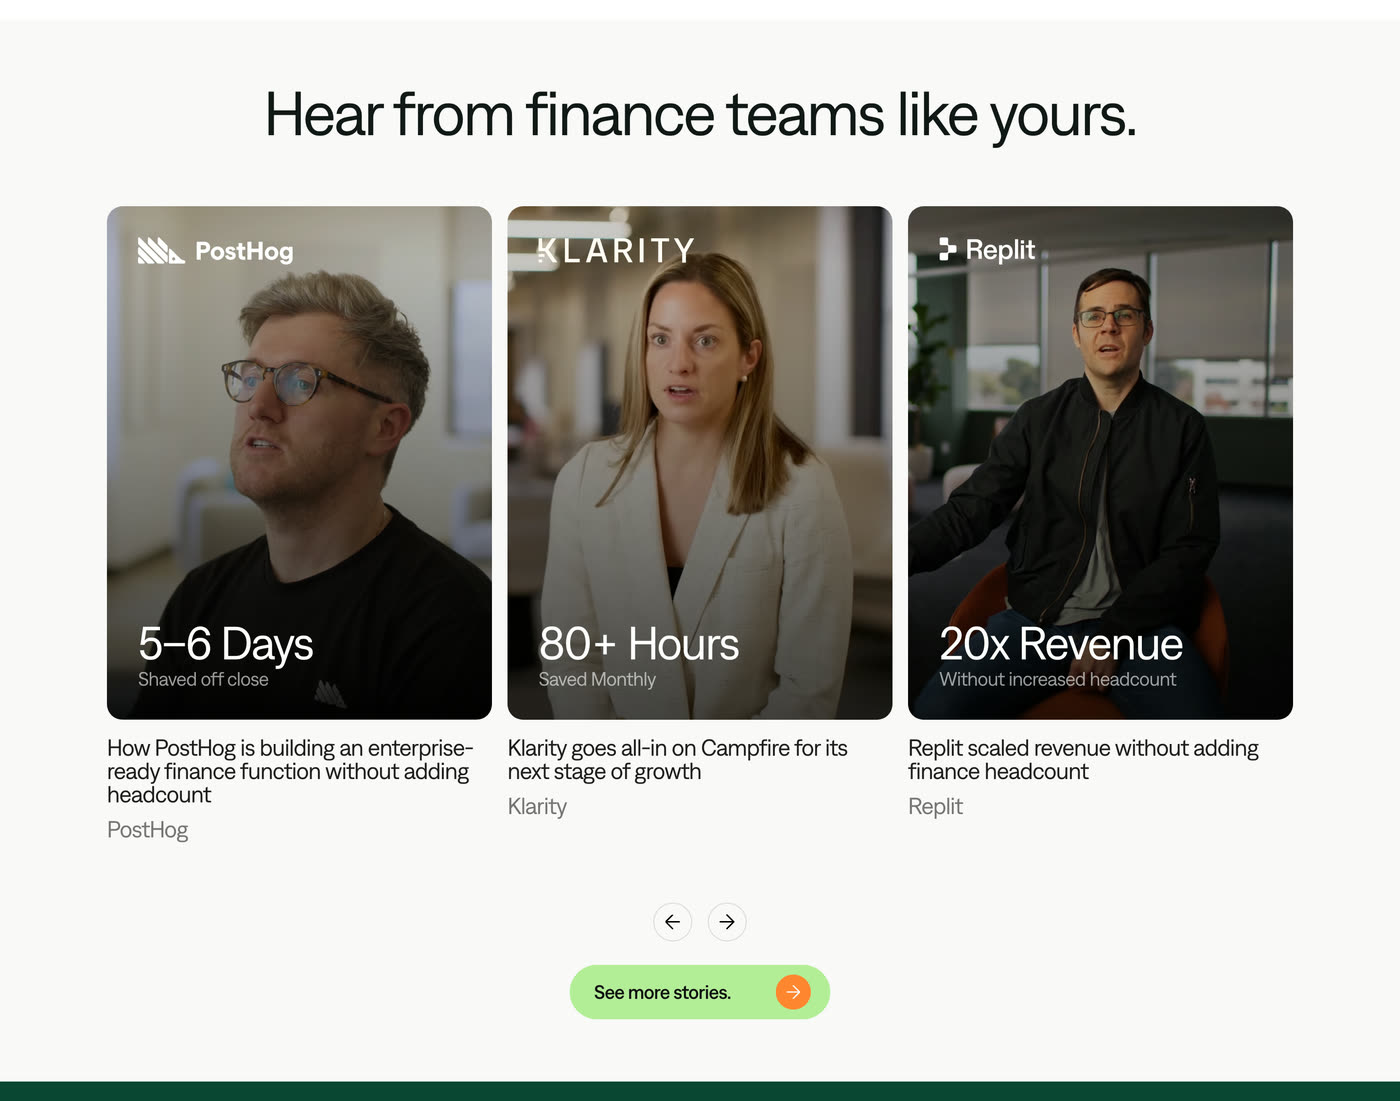 Hear from finance teams like yours.
PostHog
5–6 Days
Shaved off close
How PostHog is building an enterprise-
ready finance function without adding
headcount
PostHog
KLARITY
80+ Hours
Saved Monthly
Klarity goes all-in on Campfire for its
next stage of growth
Klarity
Replit
20x Revenue
Without increased headcount
Replit scaled revenue without adding
finance headcount
Replit
See more stories.